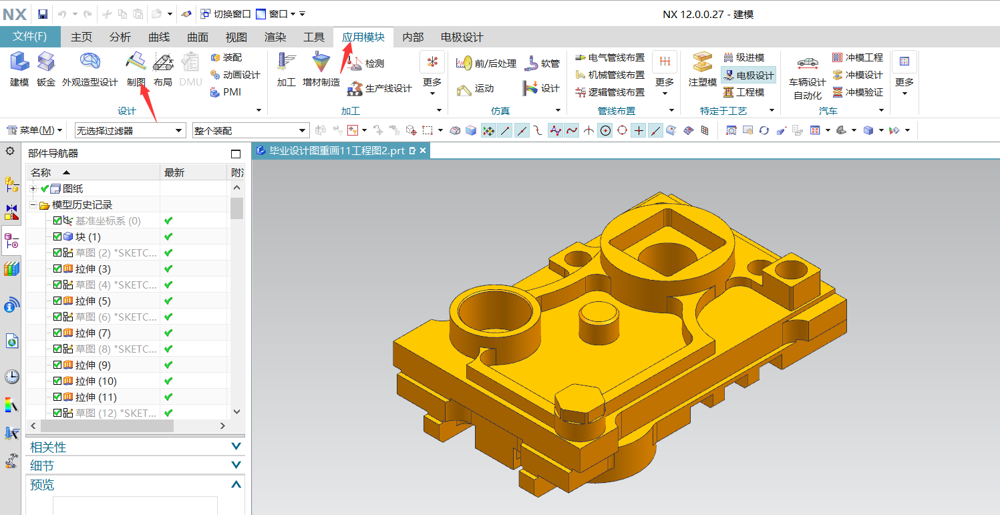 NX 切换窗口 窗口 NX 12.0.0.27 - 建模
文件(F) 主页 分析 曲线 曲面 视图 渲染 工具 应用模块 内部 电极设计
建模 钣金 外观造型设计 制图 布局 DMU
装配
动画设计
PMI
设计
加工 增材制造
检测
生产线设计
更多
加工
前/后处理 软管
运动 设计
仿真
电气管线布置
机械管线布置
逻辑管线布置
更多
管线布置
注塑模
级进模
电极设计
工程模
特定于工艺
车辆设计
自动化
冲模工程
冲模设计
冲模验证
汽车
更多
菜单(M) 无选择过滤器 整个装配
部件导航器
毕业设计图重画11工程图2.prt
名称 最新 附注
图纸
模型历史记录
基准坐标系 (0)
块 (1)
草图 (2) "SKETC...
拉伸 (3)
草图 (4) "SKETC...
拉伸 (5)
草图 (6) "SKETC...
拉伸 (7)
草图 (8) "SKETC...
拉伸 (9)
拉伸 (10)
拉伸 (11)
草图 (12) "SKET...
相关性
细节
预览